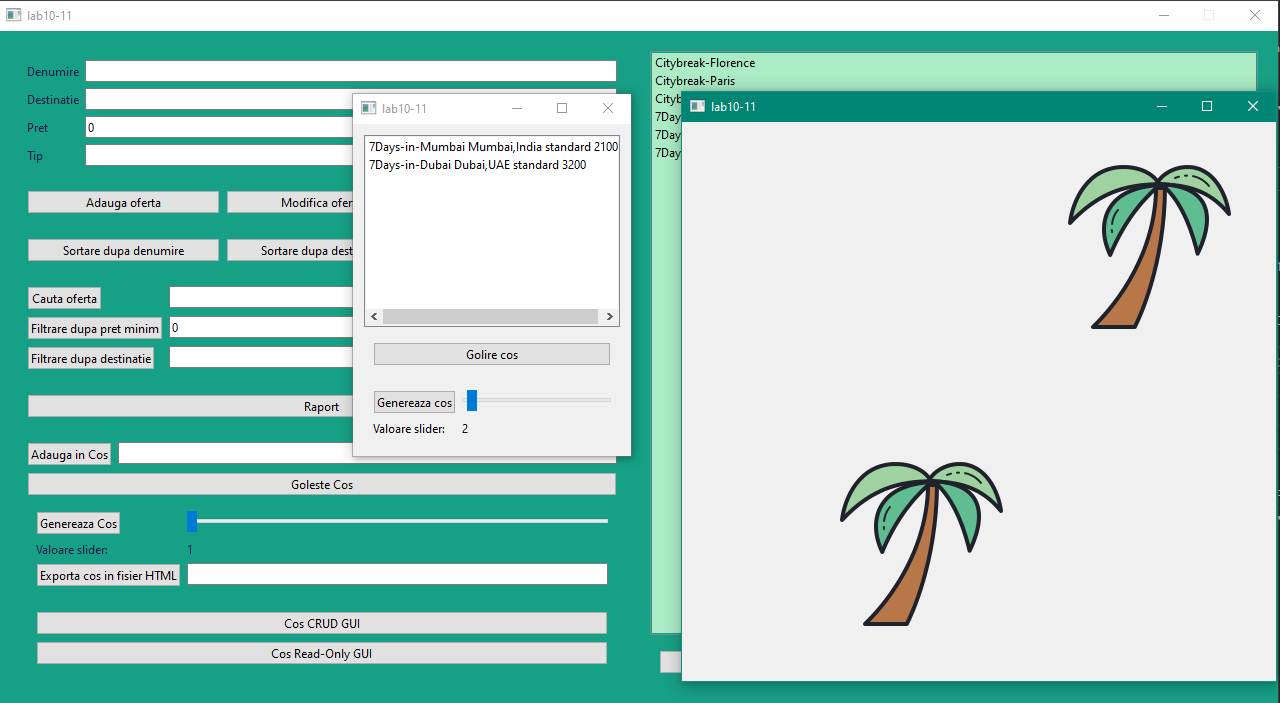 lab10-11
Denumire
Destinatie
Pret 0
Tip
Adauga oferta
Modifica ofer
Sortare dupa denumire
Sortare dupa dest
Cauta oferta
Filtrare dupa pret minim 0
Filtrare dupa destinatie
Raport
Adauga in Cos
Goleste Cos
Genereaza Cos
Valoare slider: 1
Exporta cos in fisier HTML
Cos CRUD GUI
Cos Read-Only GUI
lab10-11
7Days-in-Mumbai Mumbai,India standard 2100
7Days-in-Dubai Dubai,UAE standard 3200
Golire cos
Genereaza cos
Valoare slider: 2
Citybreak-Florence
Citybreak-Paris
Cityb
7Day
7Day
7Day
lab10-11